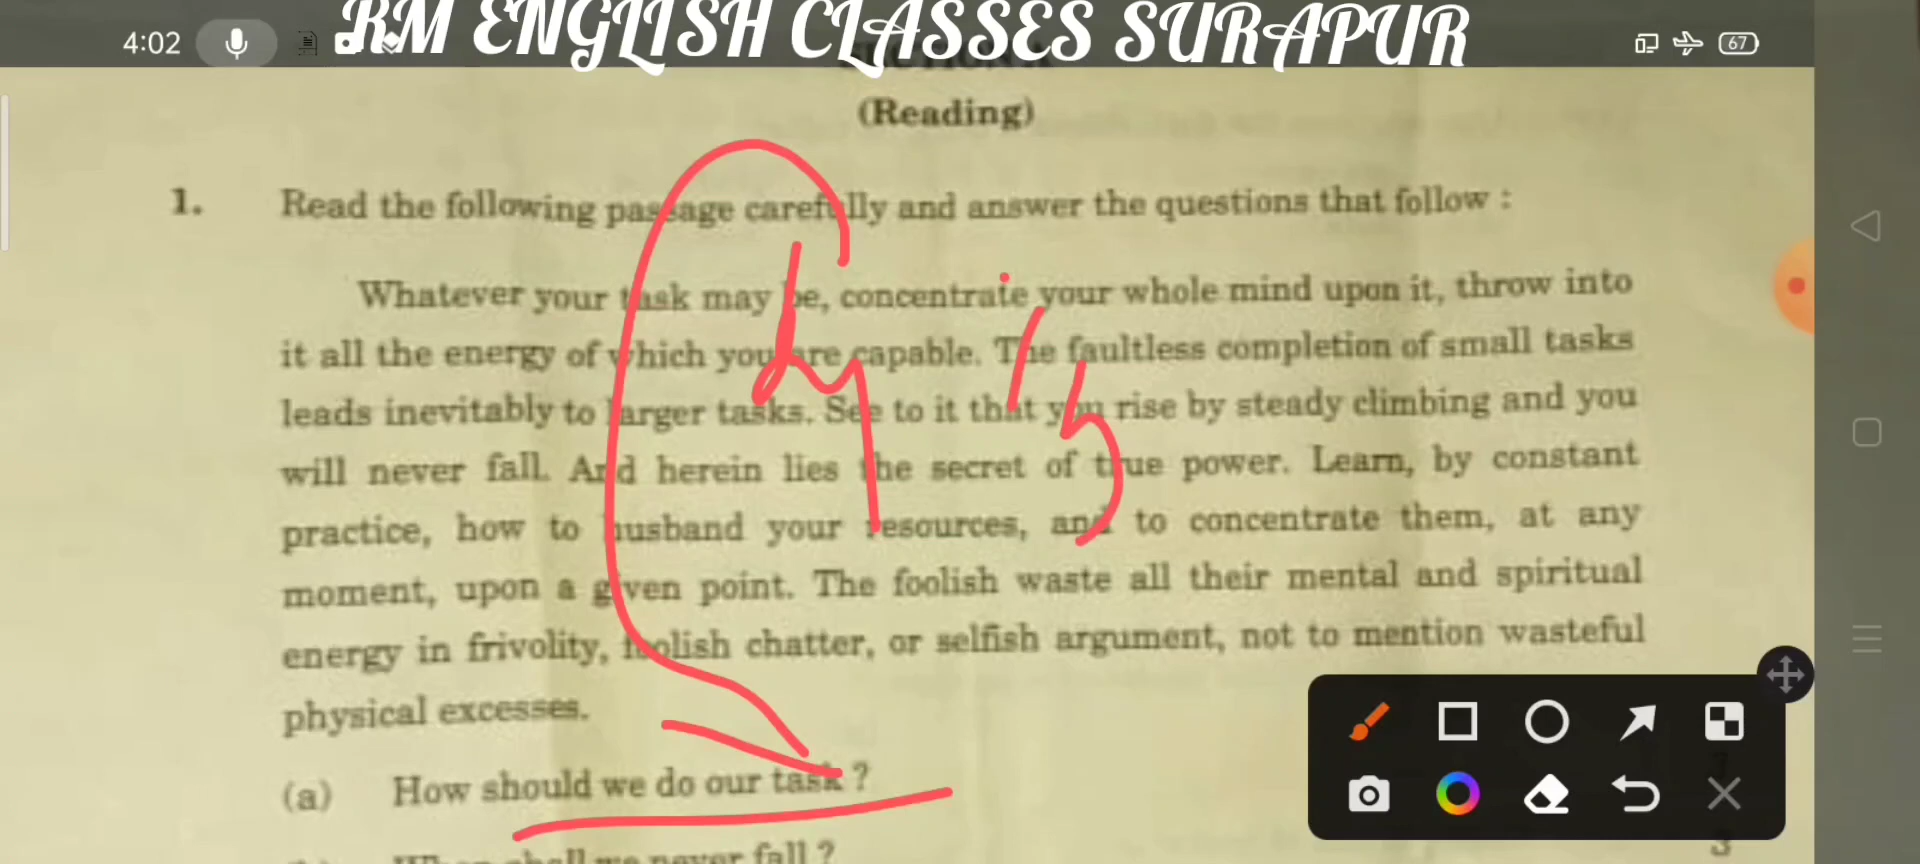 RM ENGLISH CLASSES SURAPUR
4:02
67
(Reading)
1. Read the following passage carefully and answer the questions that follow :
Whatever your task may be, concentrate your whole mind upon it, throw into
it all the energy of which you are capable. The faultless completion of small tasks
leads inevitably to larger tasks. See to it that you rise by steady climbing and you
will never fall. And herein lies the secret of true power. Learn, by constant
practice, how to husband your resources, and to concentrate them, at any
moment, upon a given point. The foolish waste all their mental and spiritual
energy in frivolity, foolish chatter, or selfish argument, not to mention wasteful
physical excesses.
(a) How should we do our task ?
shall we never fall ?
3